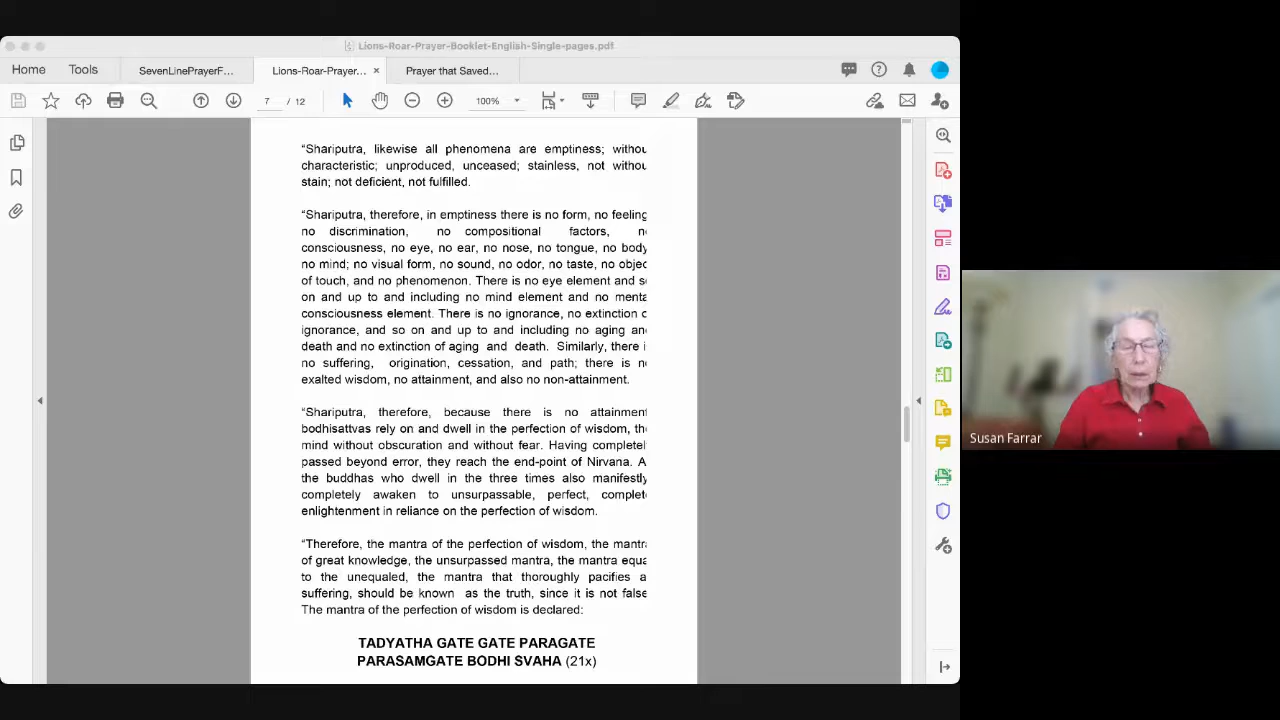 Lions-Roar-Prayer-Booklet-English-Single-pages.pdf
Home Tools SevenLinePrayerF... Lions-Roar-Prayer... × Prayer that Saved...
7 / 12 100%
“Shariputra, likewise all phenomena are emptiness; withou
characteristic; unproduced, unceased; stainless, not withou
stain; not deficient, not fulfilled.
“Shariputra, therefore, in emptiness there is no form, no feeling
no discrimination, no compositional factors, n
consciousness, no eye, no ear, no nose, no tongue, no body
no mind; no visual form, no sound, no odor, no taste, no objec
of touch, and no phenomenon. There is no eye element and s
on and up to and including no mind element and no menta
consciousness element. There is no ignorance, no extinction o
ignorance, and so on and up to and including no aging an
death and no extinction of aging and death. Similarly, there i
no suffering, origination, cessation, and path; there is n
exalted wisdom, no attainment, and also no non-attainment.
“Shariputra, therefore, because there is no attainment
bodhisattvas rely on and dwell in the perfection of wisdom, th
mind without obscuration and without fear. Having completel
passed beyond error, they reach the end-point of Nirvana. A
the buddhas who dwell in the three times also manifestly
completely awaken to unsurpassable, perfect, complet
enlightenment in reliance on the perfection of wisdom.
“Therefore, the mantra of the perfection of wisdom, the mantr
of great knowledge, the unsurpassed mantra, the mantra equa
to the unequaled, the mantra that thoroughly pacifies a
suffering, should be known as the truth, since it is not false
The mantra of the perfection of wisdom is declared:
TADYATHA GATE GATE PARAGATE
PARASAMGATE BODHI SVAHA (21x)
Susan Farrar